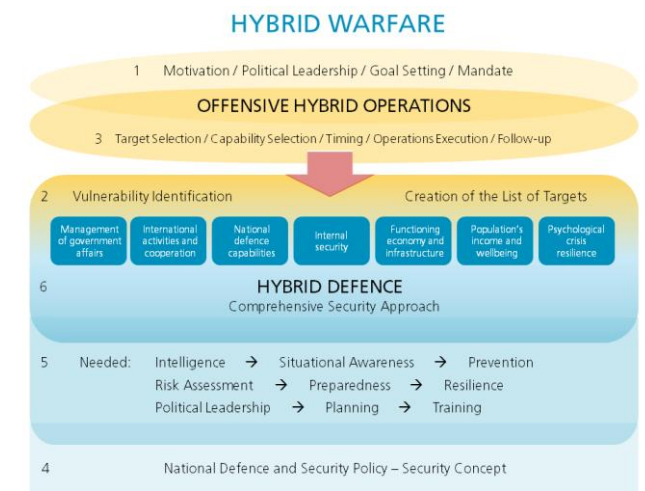 HYBRID WARFARE
1 Motivation / Political Leadership / Goal Setting / Mandate
OFFENSIVE HYBRID OPERATIONS
3 Target Selection / Capability Selection / Timing / Operations Execution / Follow-up
2 Vulnerability Identification Creation of the List of Targets
Management
of government
affairs
International
activities and
cooperation
National
defence
capabilities
Internal
security
Functioning
economy and
infrastructure
Population's
income and
wellbeing
Psychological
crisis
resilience
6 HYBRID DEFENCE
Comprehensive Security Approach
5 Needed: Intelligence → Situational Awareness → Prevention
Risk Assessment → Preparedness → Resilience
Political Leadership → Planning → Training
4 National Defence and Security Policy – Security Concept